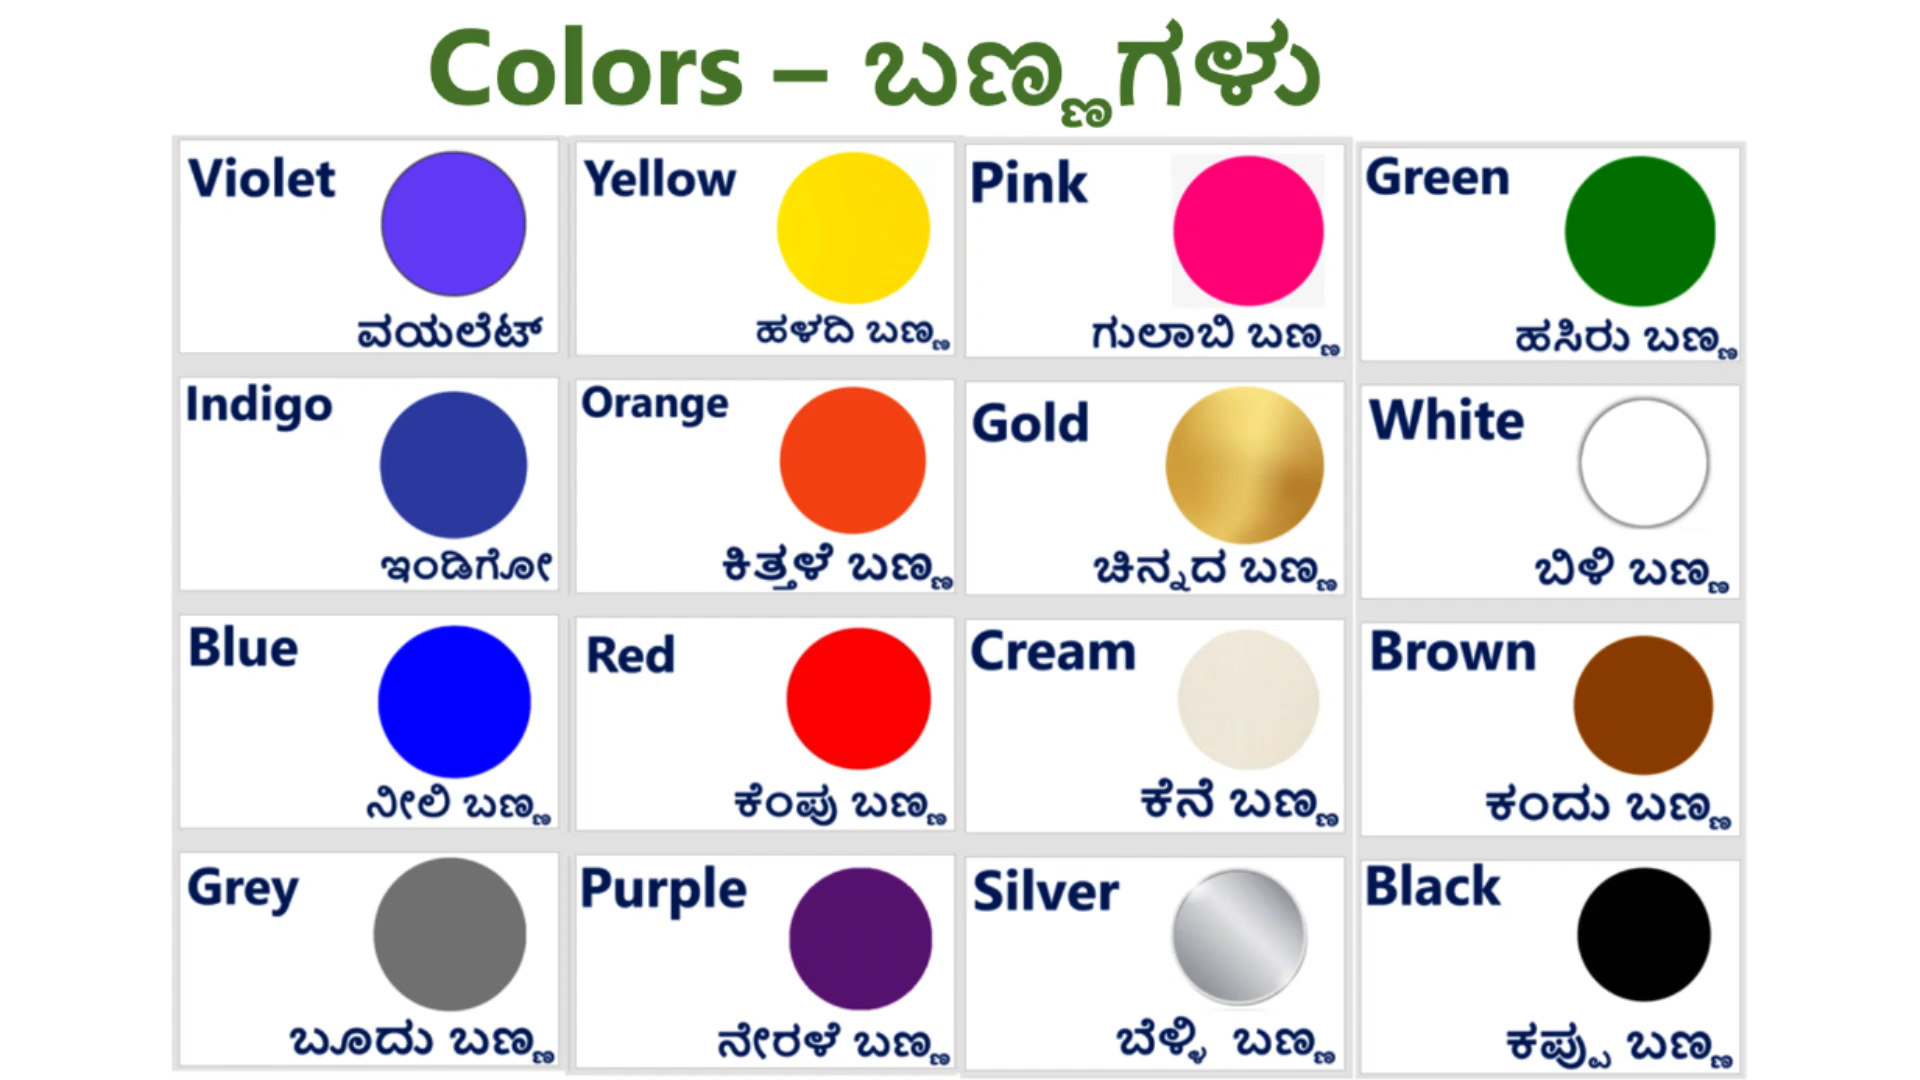 Colors – ಬಣ್ಣಗಳು
Violet
ವಯಲೆಟ್
Yellow
ಹಳದಿ ಬಣ್ಣ
Pink
ಗುಲಾಬಿ ಬಣ್ಣ
Green
ಹಸಿರು ಬಣ್ಣ
Indigo
ಇಂಡಿಗೋ
Orange
ಕಿತ್ತಳೆ ಬಣ್ಣ
Gold
ಚಿನ್ನದ ಬಣ್ಣ
White
ಬಿಳಿ ಬಣ್ಣ
Blue
ನೀಲಿ ಬಣ್ಣ
Red
ಕೆಂಪು ಬಣ್ಣ
Cream
ಕೆನೆ ಬಣ್ಣ
Brown
ಕಂದು ಬಣ್ಣ
Grey
ಬೂದು ಬಣ್ಣ
Purple
ನೇರಳೆ ಬಣ್ಣ
Silver
ಬೆಳ್ಳಿ ಬಣ್ಣ
Black
ಕಪ್ಪು ಬಣ್ಣ